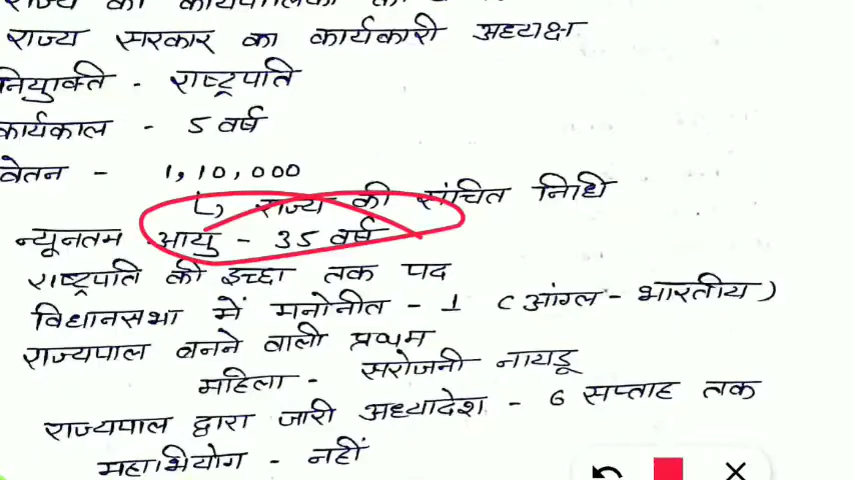 राज्य की कार्यपालिका का
राज्य सरकार का कार्यकारी अध्यक्ष
नियुक्ति - राष्ट्रपति
कार्यकाल - 5 वर्ष
वेतन - 1,10,000
↳ राज्य की संचित निधि
न्यूनतम आयु - 35 वर्ष
राष्ट्रपति की इच्छा तक पद
विधानसभा में मनोनीत - 1 (आंग्ल - भारतीय)
राज्यपाल बनने वाली प्रथम
महिला - सरोजनी नायडू
राज्यपाल द्वारा जारी अध्यादेश - 6 सप्ताह तक
महाभियोग - नहीं